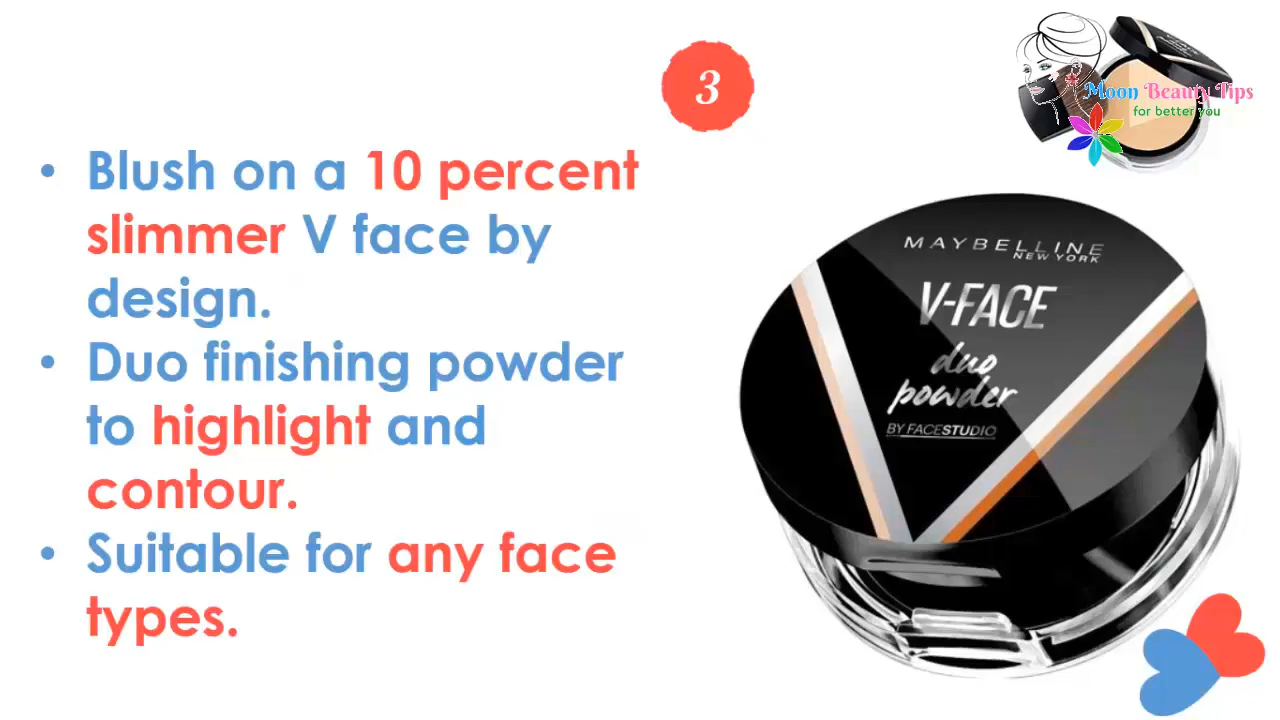 3
Moon Beauty Tips
for better you
• Blush on a 10 percent
slimmer V face by
design.
• Duo finishing powder
to highlight and
contour.
• Suitable for any face
types.
MAYBELLINE
NEW YORK
V-FACE
duo
powder
BY FACESTUDIO